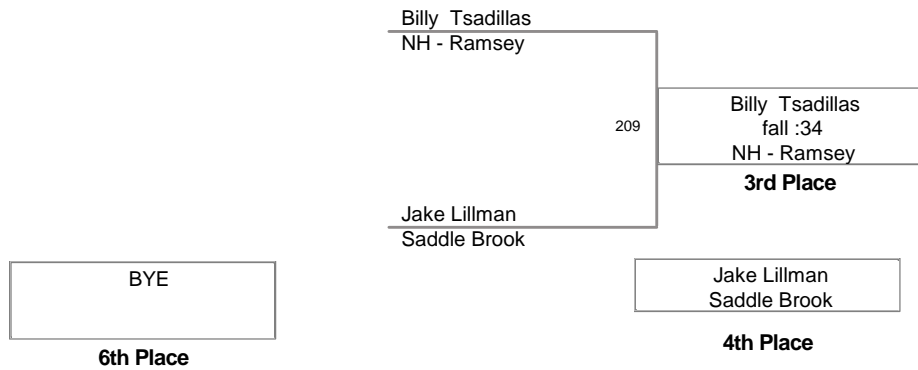 Billy Tsadillas
NH - Ramsey
209
Billy Tsadillas
fall :34
NH - Ramsey
3rd Place
Jake Lillman
Saddle Brook
BYE
6th Place
Jake Lillman
Saddle Brook
4th Place